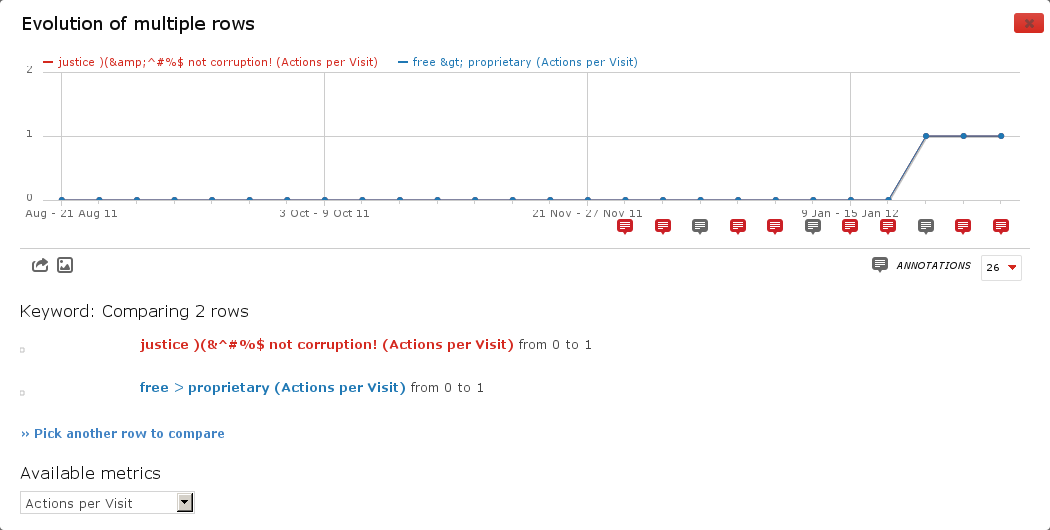 Evolution of multiple rows
justice )(&amp;^#%$ not corruption! (Actions per Visit) free &gt; proprietary (Actions per Visit)
2
1
0
Aug - 21 Aug 11 3 Oct - 9 Oct 11 21 Nov - 27 Nov 11 9 Jan - 15 Jan 12
ANNOTATIONS 26
Keyword: Comparing 2 rows
justice )(&^#%$ not corruption! (Actions per Visit) from 0 to 1
free > proprietary (Actions per Visit) from 0 to 1
» Pick another row to compare
Available metrics
Actions per Visit